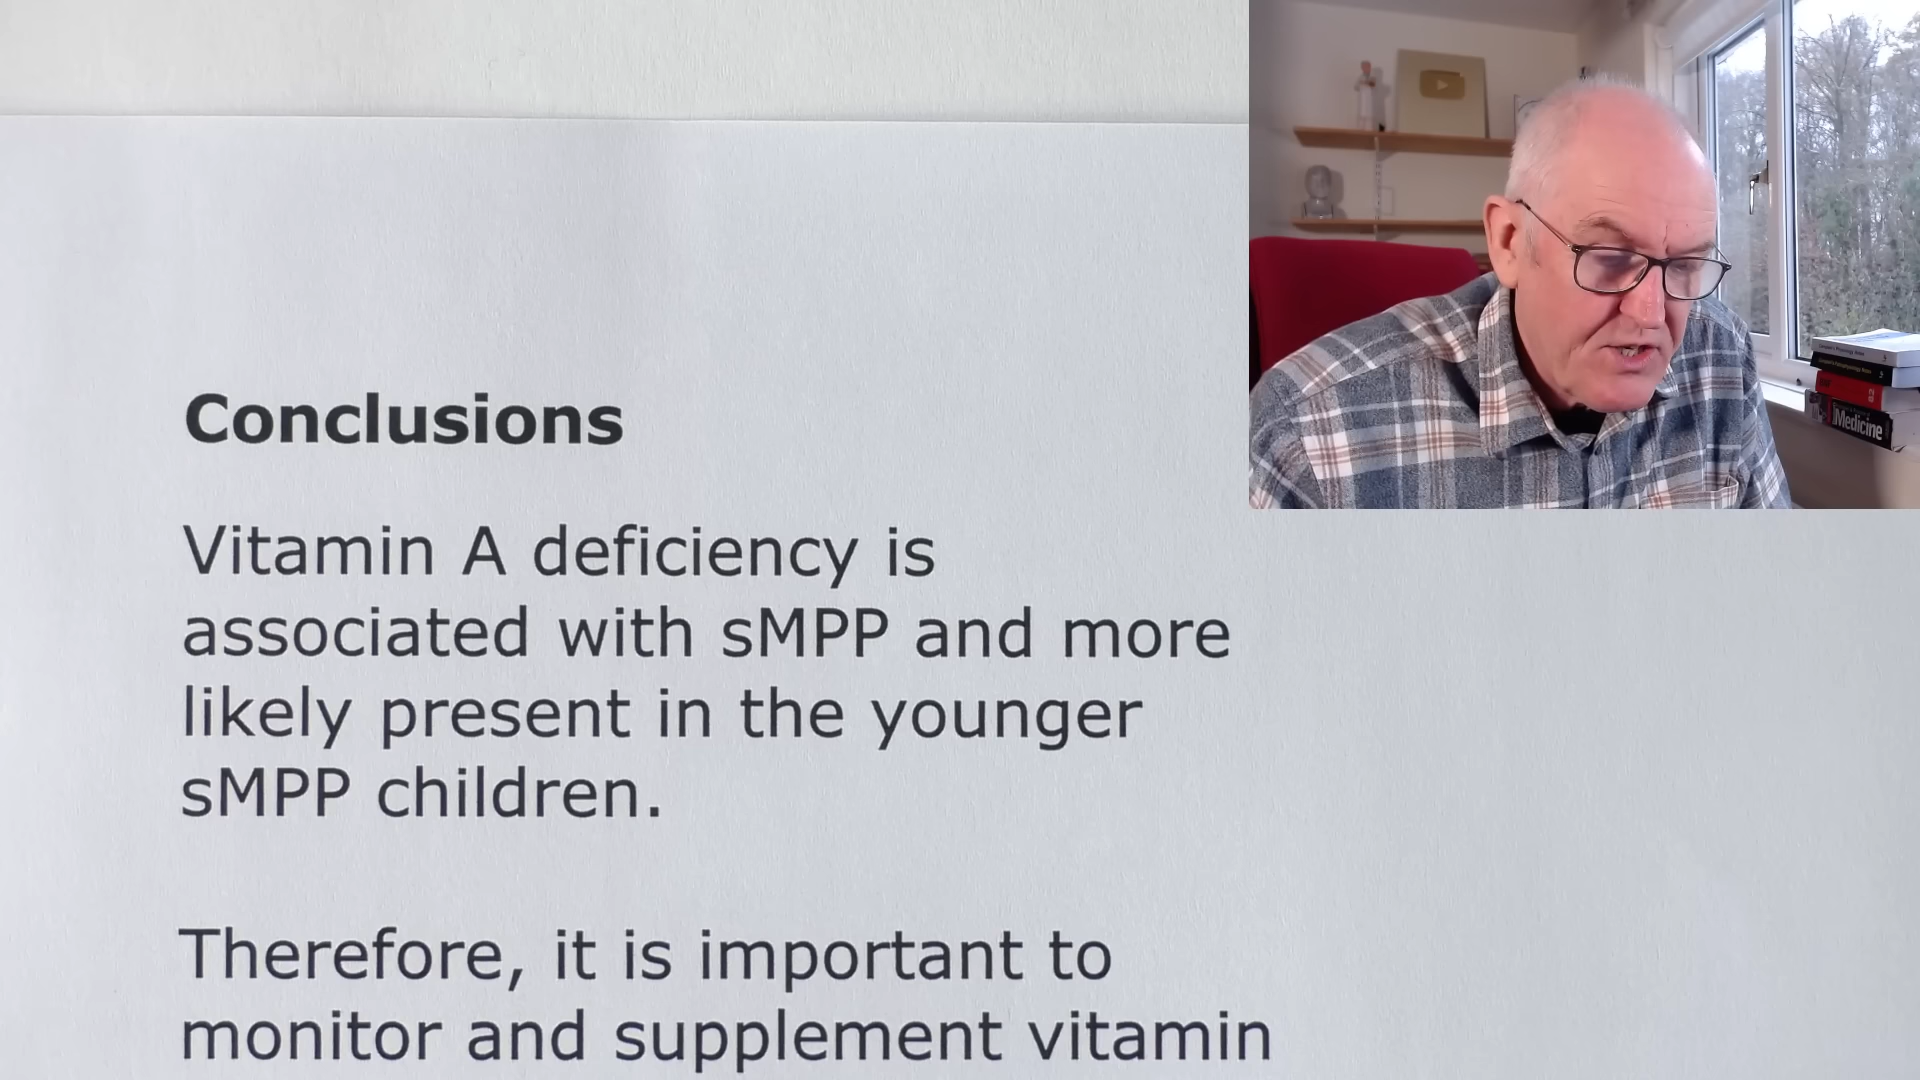 Conclusions
Vitamin A deficiency is
associated with sMPP and more
likely present in the younger
sMPP children.
Therefore, it is important to
monitor and supplement vitamin
Medicine